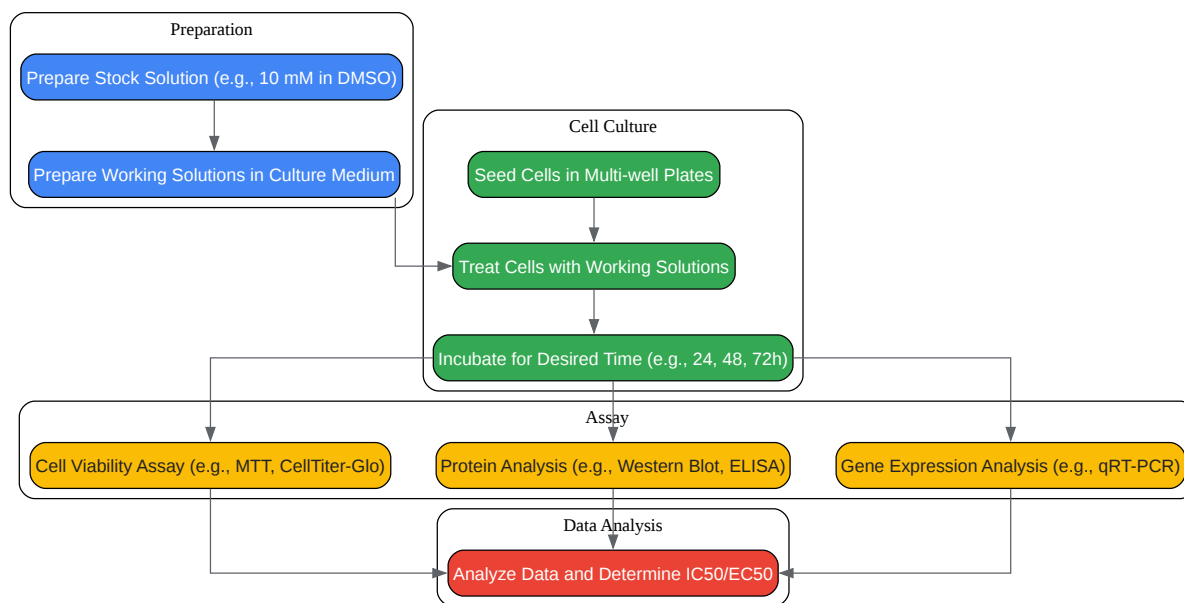 Preparation
Prepare Stock Solution (e.g., 10 mM in DMSO)
Prepare Working Solutions in Culture Medium
Cell Culture
Seed Cells in Multi-well Plates
Treat Cells with Working Solutions
Incubate for Desired Time (e.g., 24, 48, 72h)
Assay
Cell Viability Assay (e.g., MTT, CellTiter-Glo)
Protein Analysis (e.g., Western Blot, ELISA)
Gene Expression Analysis (e.g., qRT-PCR)
Data Analysis
Analyze Data and Determine IC50/EC50